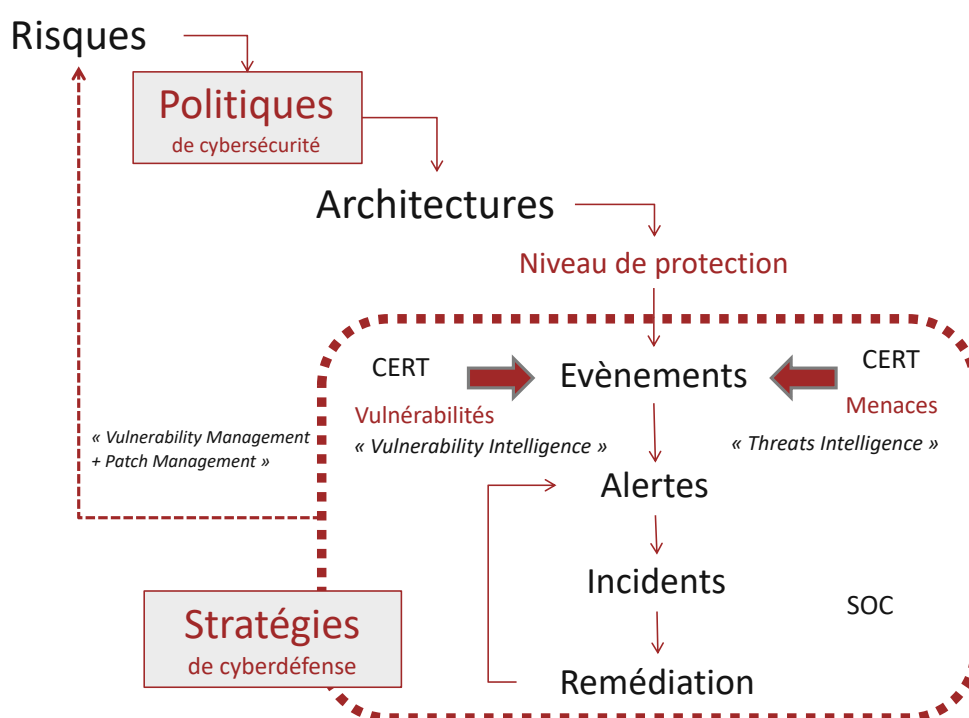 Risques
Politiques
de cybersécurité
Architectures
Niveau de protection
CERT
Evènements
CERT
Vulnérabilités
Menaces
« Vulnerability Management
+ Patch Management »
« Vulnerability Intelligence »
« Threats Intelligence »
Alertes
Incidents
SOC
Stratégies
de cyberdéfense
Remédiation